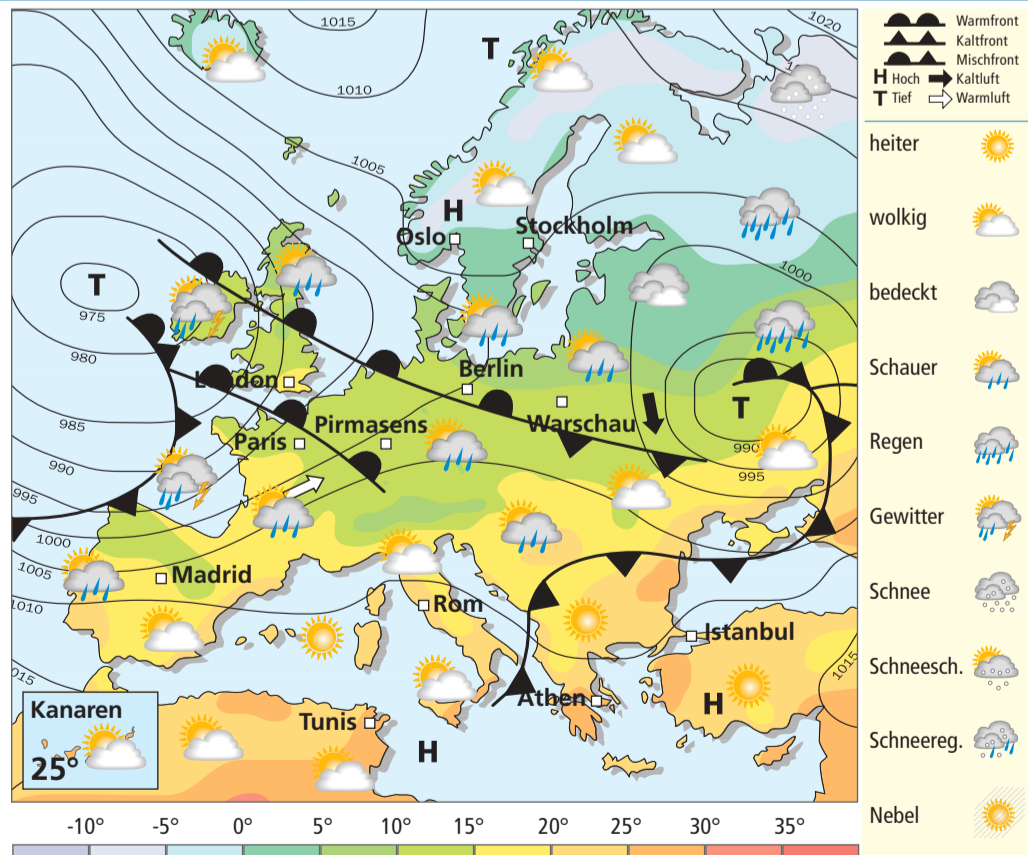 1015
1020
Warmfront
Kaltfront
Mischfront
H Hoch Kaltluft
T Tief Warmluft
T
1010
1005
heiter
wolkig
H
Oslo
Stockholm
1000
T
975
980
bedeckt
Schauer
London
Berlin
985
Warschau
T
Pirmasens
Paris
990
990
995
995
Regen
1000
Gewitter
1005
Madrid
1010
Rom
Schnee
Istanbul
1015
015
Schneesch.
Athen
H
Kanaren
25°
Tunis
H
Schneereg.
Nebel
-10° -5° 0° 5° 10° 15° 20° 25° 30° 35°